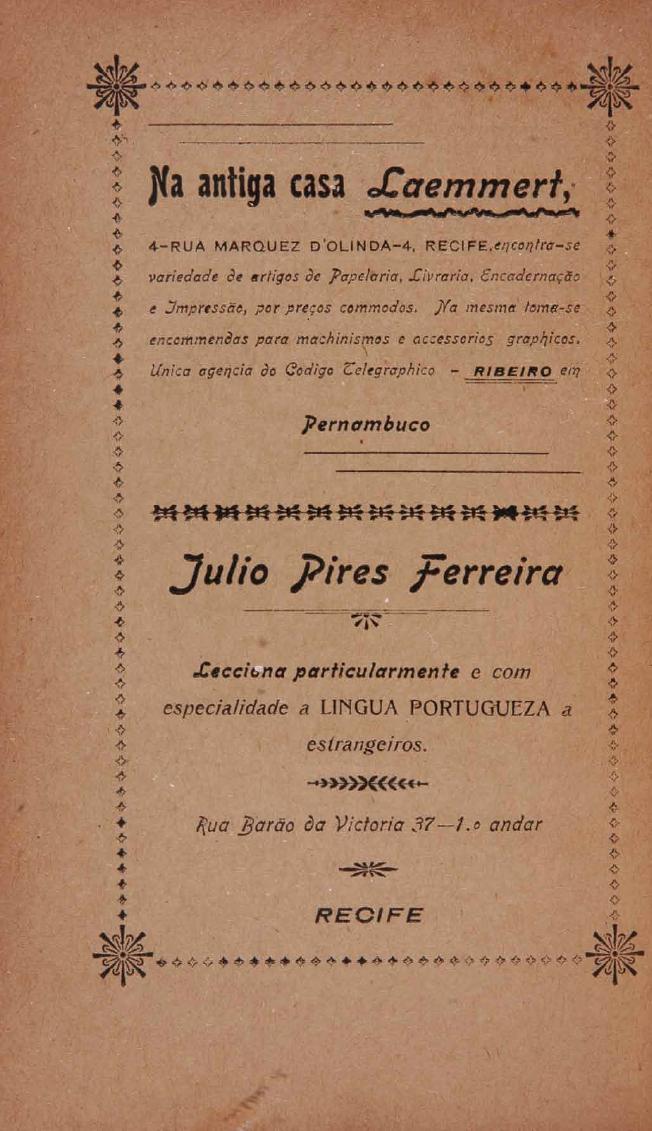 Na antiga casa Laemmert,
4-RUA MARQUEZ D'OLINDA-4, RECIFE, encontra-se
variedade de artigos de Papelaria, Livraria, Encadernação
e Impressão, por preços commodos. Na mesma toma-se
encommendas para machinismos e accessorios graphicos.
Unica agencia do Codigo Telegraphico - RIBEIRO em
Pernambuco
Julio Pires Ferreira
Lecciona particularmente e com
especialidade a LINGUA PORTUGUEZA a
estrangeiros.
Rua Barão da Victoria 37—1.o andar
RECIFE